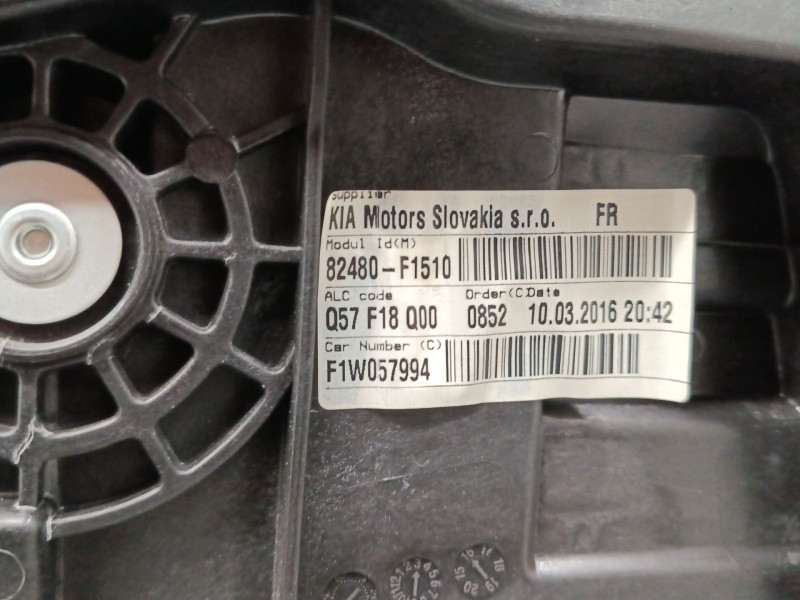 Supplier
KIA Motors Slovakia s.r.o. FR
Modul Id(M)
82480-F1510
ALC code Order(C)Date
Q57 F18 Q00 0852 10.03.2016 20:42
Car Number (C)
F1W057994